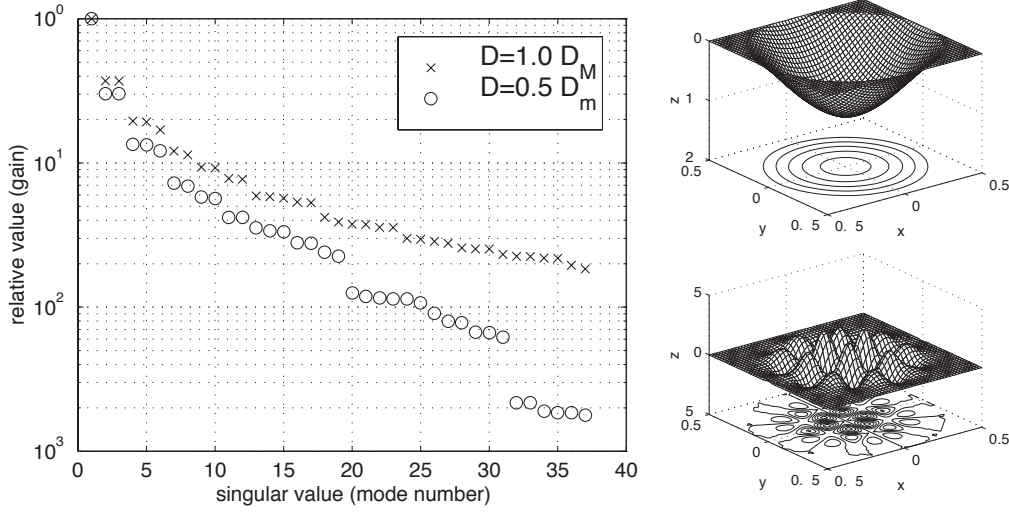 10^0
10^1
10^2
10^3
relative value (gain)
0 5 10 15 20 25 30 35 40
singular value (mode number)
× D=1.0 D_M
○ D=0.5 D_m
0
1
2
z
0.5
0
0. 5
y
0. 5
0
0.5
x
5
0
5
z
0.5
0
0. 5
y
0. 5
0
0.5
x